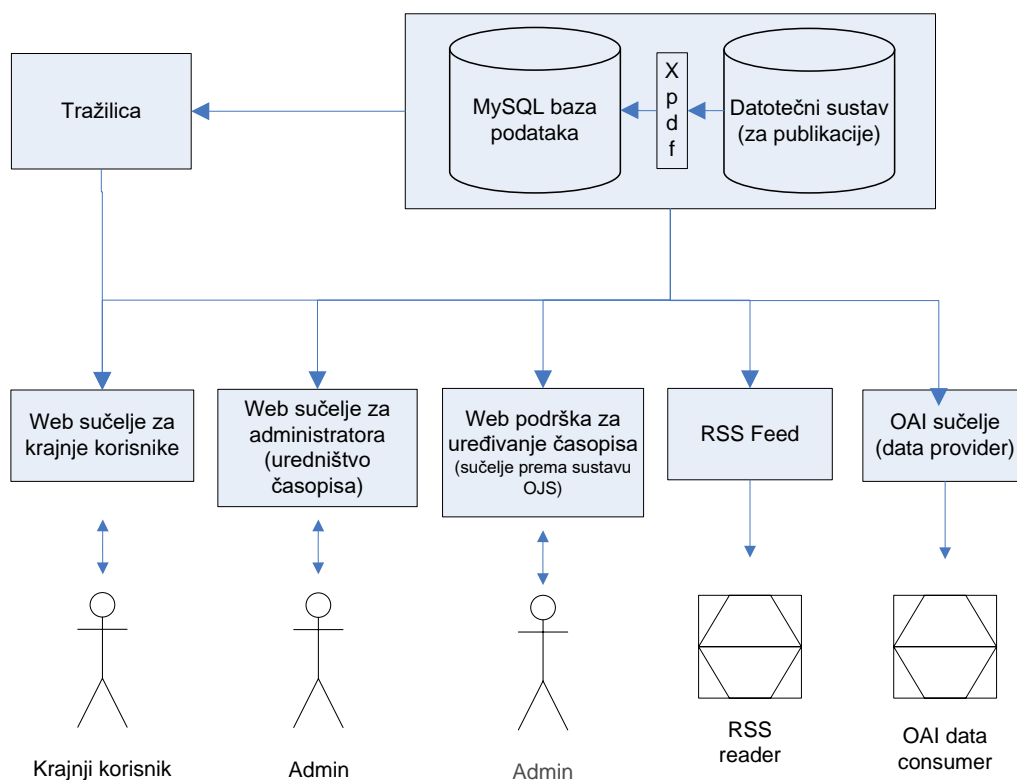 Tražilica
MySQL baza
podataka
X
p
d
f
Datotečni sustav
(za publikacije)
Web sučelje za
krajnje korisnike
Web sučelje za
administratora
(uredništvo
časopisa)
Web podrška za
uređivanje časopisa
(sučelje prema sustavu
OJS)
RSS Feed
OAI sučelje
(data provider)
Krajnji korisnik
Admin
Admin
RSS
reader
OAI data
consumer